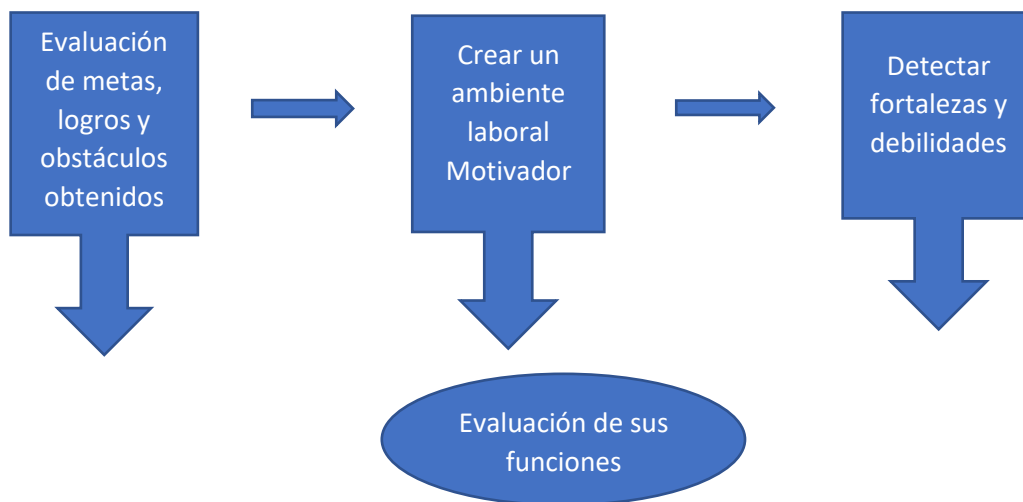 Evaluación
de metas,
logros y
obstáculos
obtenidos
Crear un
ambiente
laboral
Motivador
Detectar
fortalezas y
debilidades
Evaluación de sus
funciones